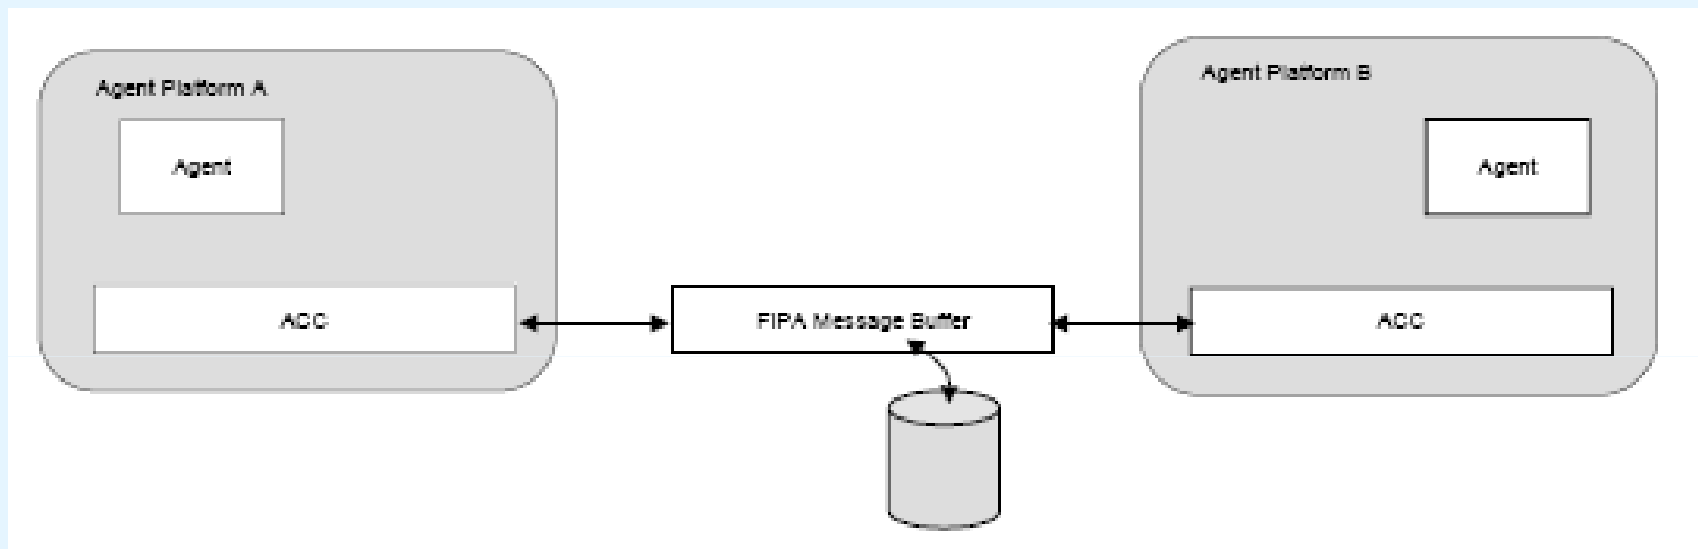 Agent Platform A
Agent Platform B
Agent
Agent
ACC
FIPA Message Buffer
ACC